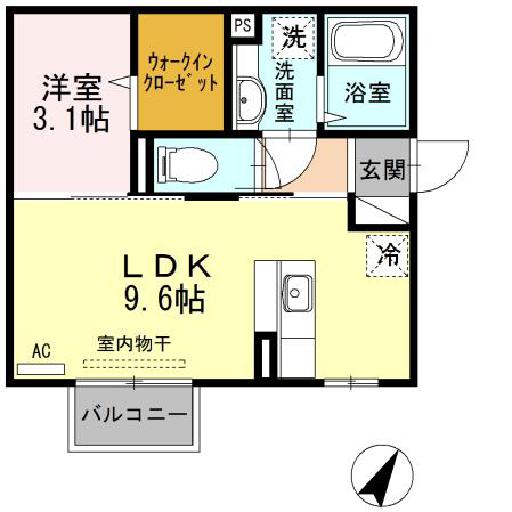 洋室
3.1帖
ウォークイン
クローゼット
PS
洗
洗面室
浴室
玄関
LDK
9.6帖
冷
室内物干
AC
バルコニー